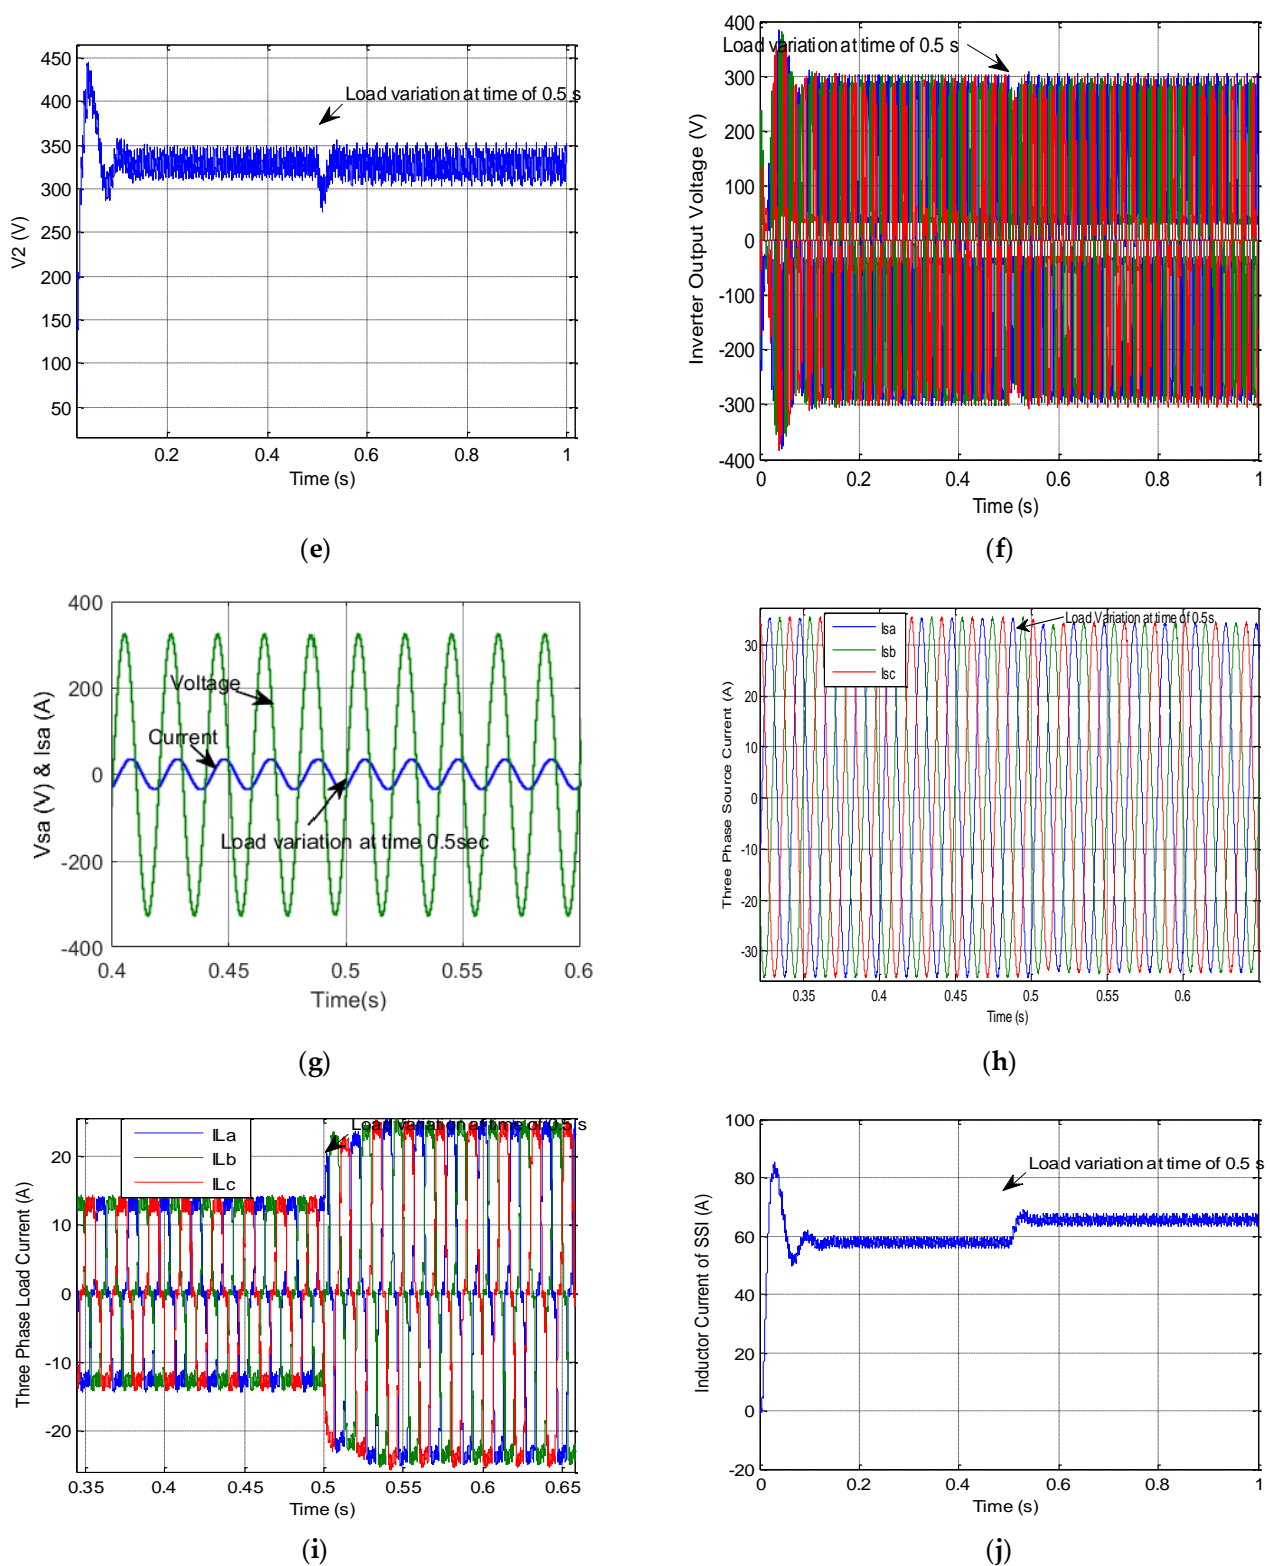 450
400
350
300
350
300
250
200
150
100
50
V2 (V)
Load variation at time of 0.5 s
0.2 0.4 0.6 0.8 1
Time (s)
(e)
400
300
200
100
0
-100
-200
-300
-400
Inverter Output Voltage (V)
Load variation at time of 0.5 s
0 0.2 0.4 0.6 0.8 1
Time (s)
(f)
400
200
0
-200
-400
Vsa (V) & Isa (A)
Voltage
Current
Load variation at time 0.5sec
0.4 0.45 0.5 0.55 0.6
Time(s)
(g)
30
20
10
0
-10
-20
-30
Three Phase Source Current (A)
Isa
Isb
Isc
Load Variation at time of 0.5s
0.35 0.4 0.45 0.5 0.55 0.6
Time (s)
(h)
20
10
0
-10
-20
Three Phase Load Current (A)
ILa
ILb
ILc
Load variation at time of 0.5 s
0.35 0.4 0.45 0.5 0.55 0.6 0.65
Time (s)
(i)
100
80
60
40
20
0
-20
Inductor Current of SSI (A)
Load variation at time of 0.5 s
0 0.2 0.4 0.6 0.8 1
Time (s)
(j)